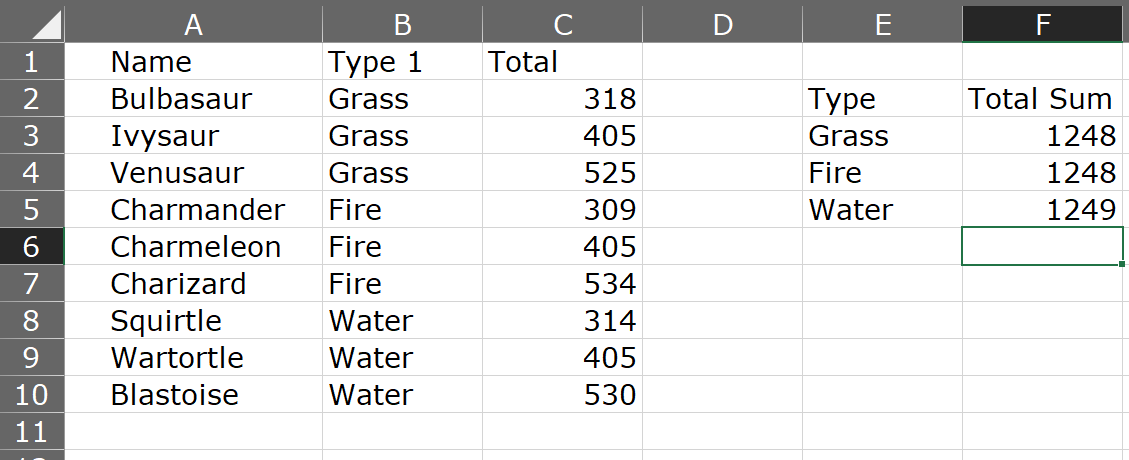 A B C D E F
1 Name Type 1 Total
2 Bulbasaur Grass 318 Type Total Sum
3 Ivysaur Grass 405 Grass 1248
4 Venusaur Grass 525 Fire 1248
5 Charmander Fire 309 Water 1249
6 Charmeleon Fire 405
7 Charizard Fire 534
8 Squirtle Water 314
9 Wartortle Water 405
10 Blastoise Water 530
11